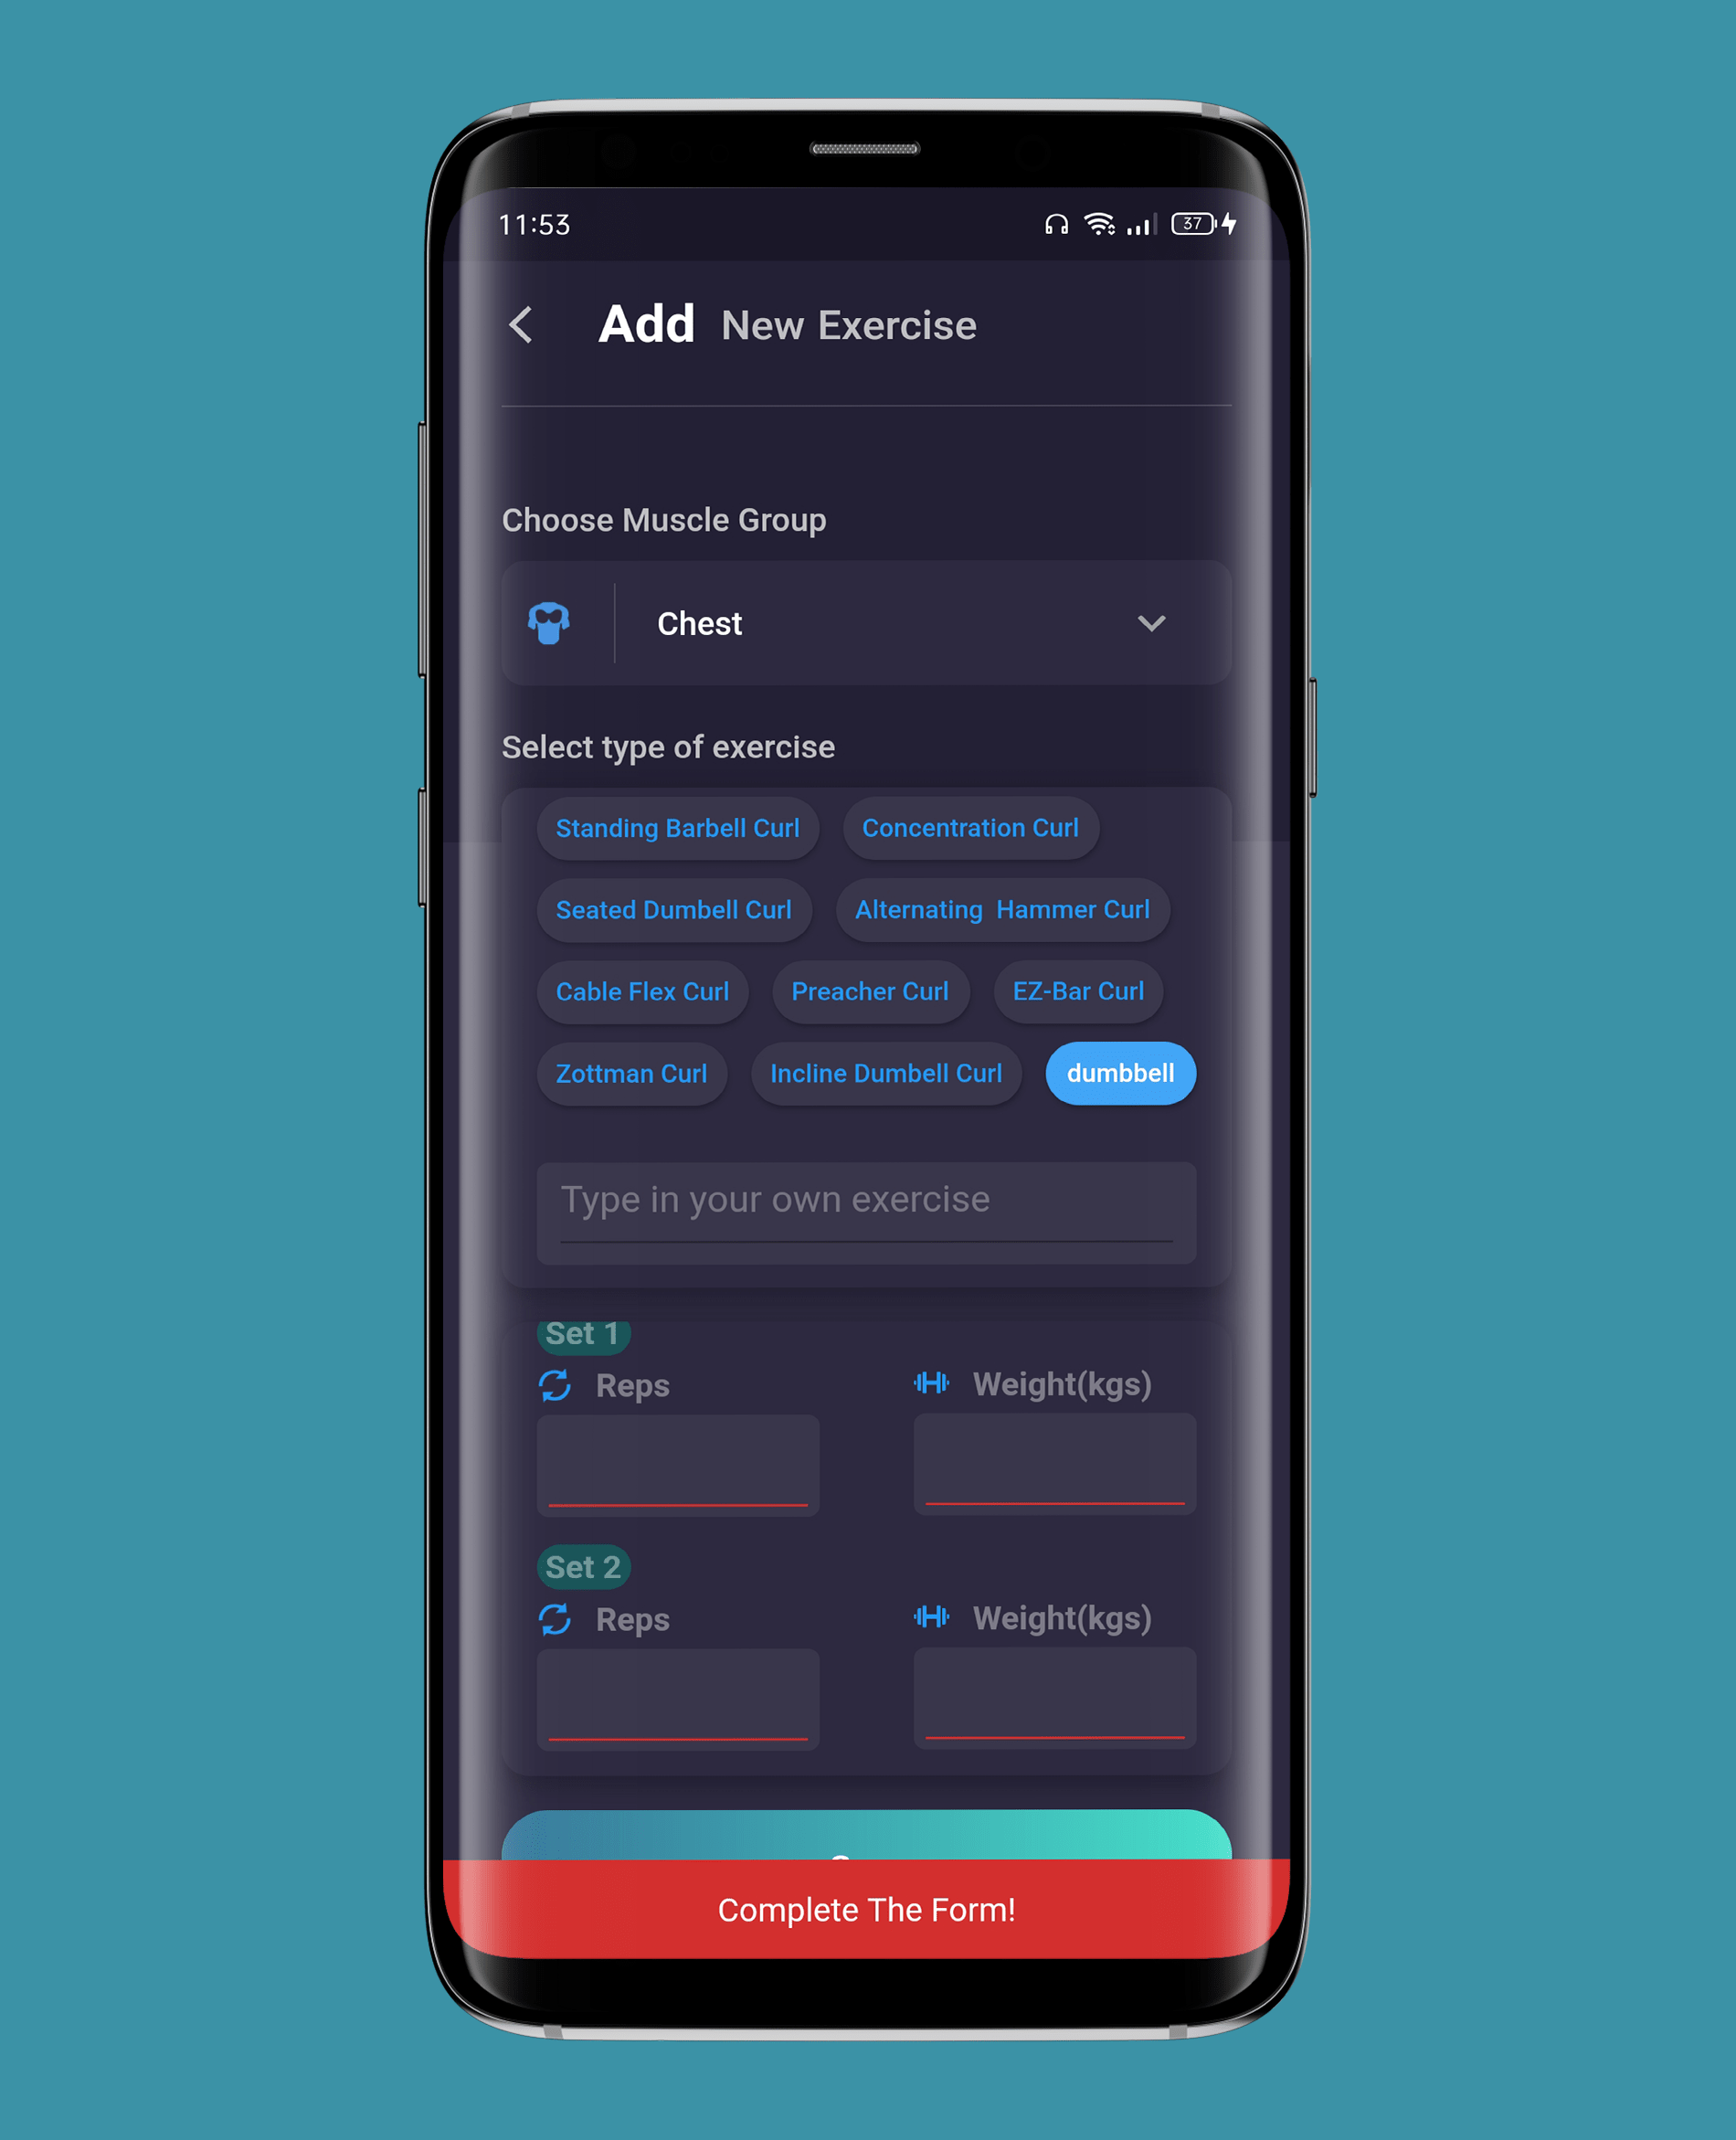 11:53
37
Add New Exercise
Choose Muscle Group
Chest
Select type of exercise
Standing Barbell Curl Concentration Curl
Seated Dumbell Curl Alternating  Hammer Curl
Cable Flex Curl Preacher Curl EZ-Bar Curl
Zottman Curl Incline Dumbell Curl dumbbell
Type in your own exercise
Set 1
Reps Weight(kgs)
Set 2
Reps Weight(kgs)
Complete The Form!